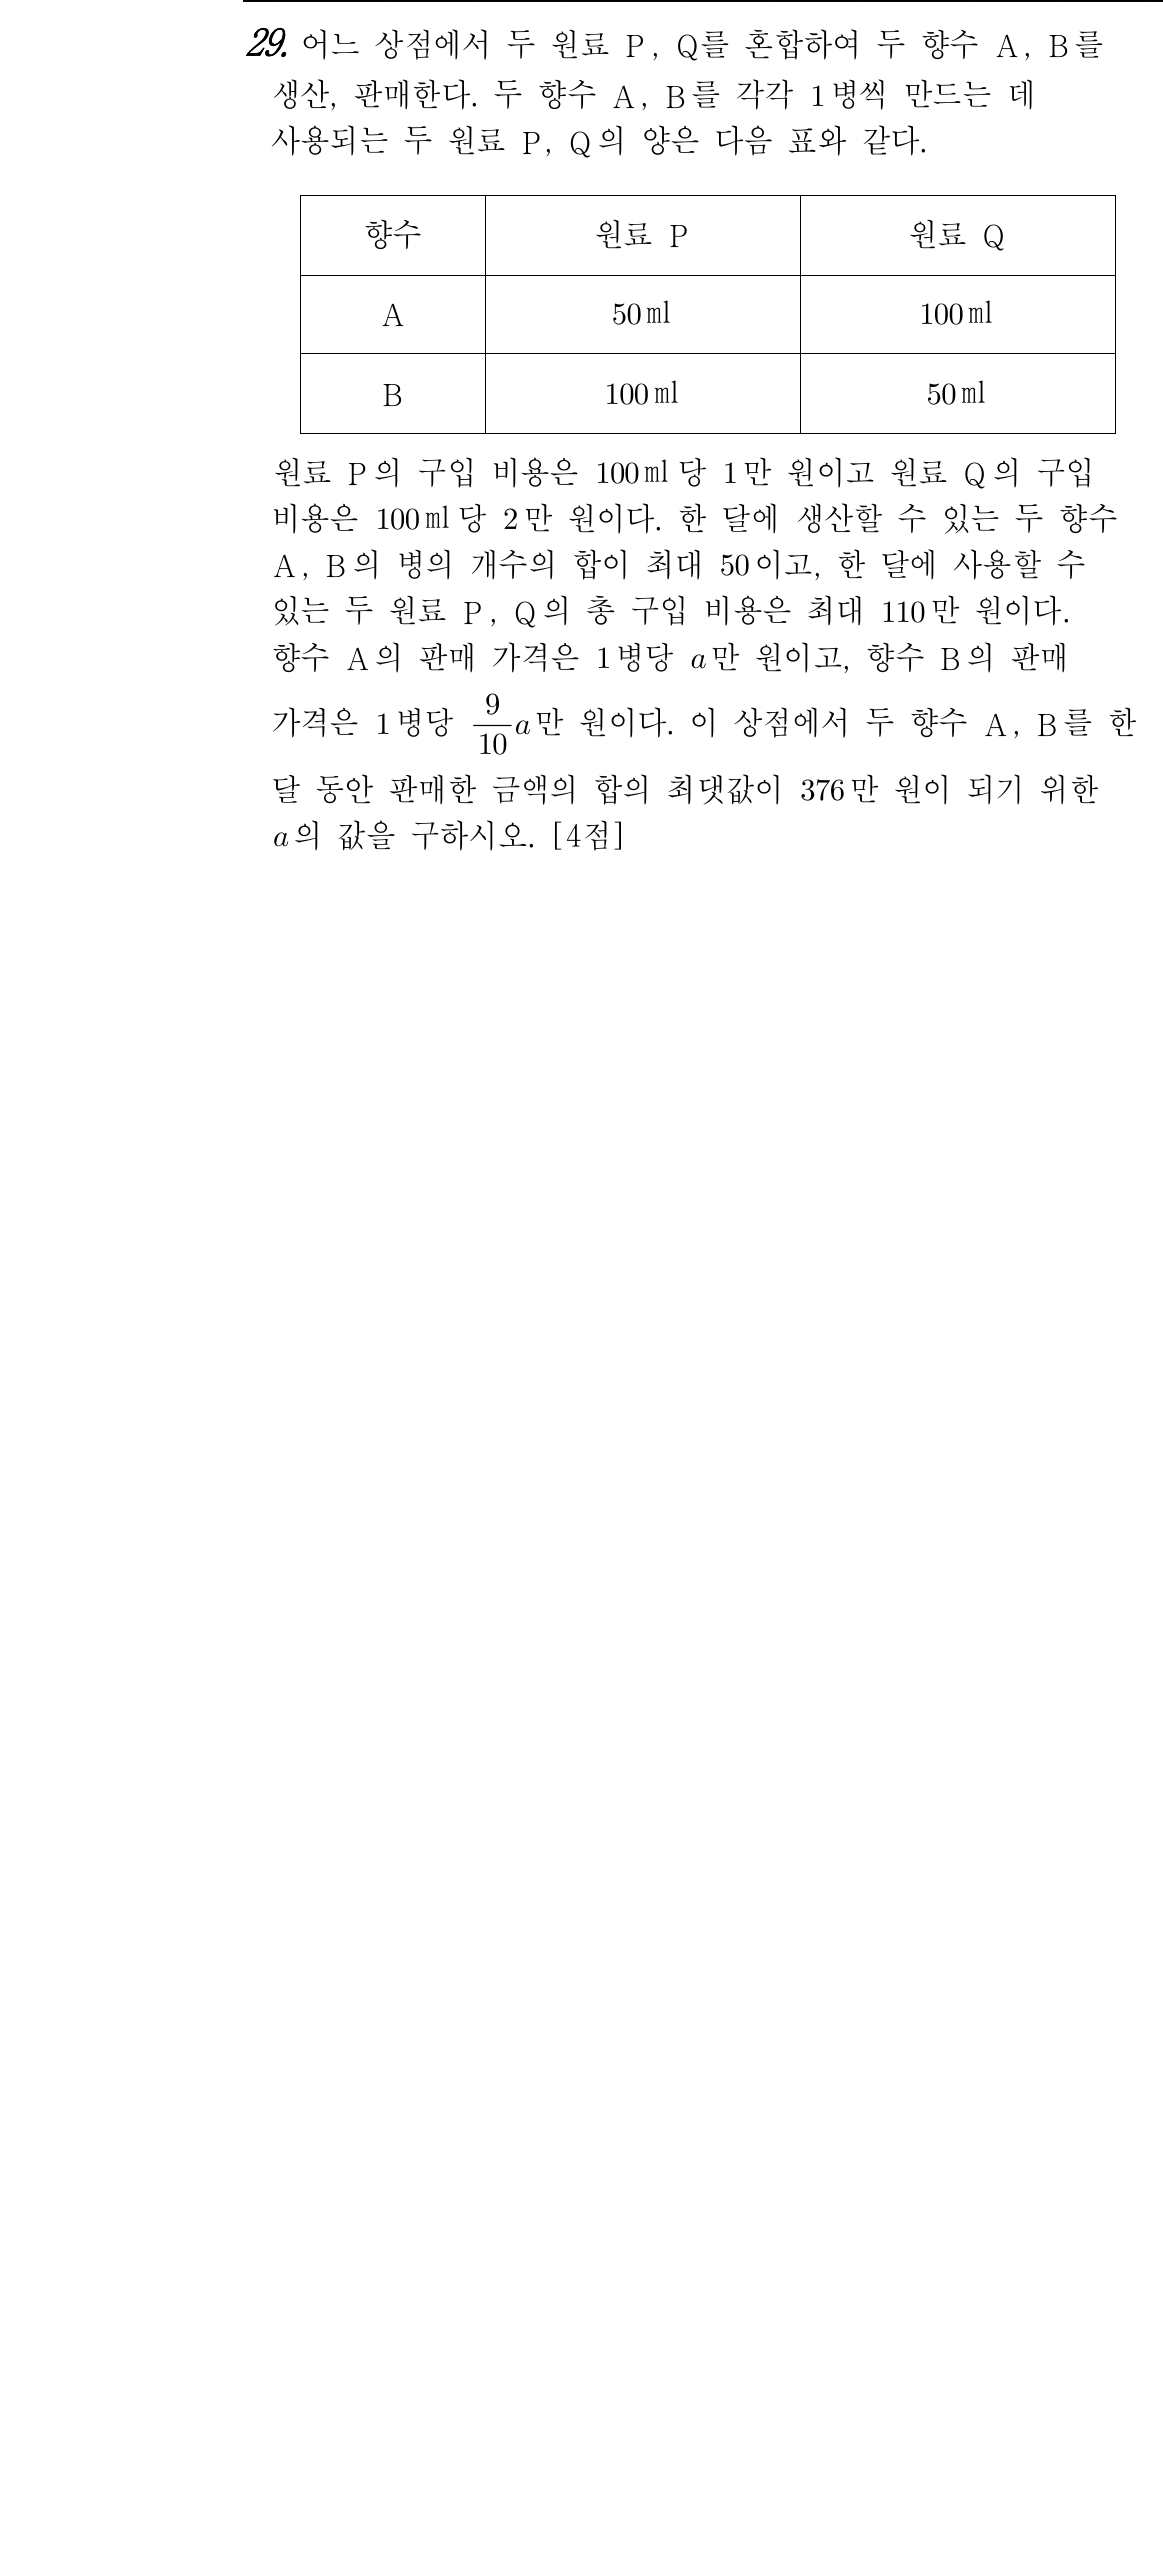 29. 어느 상점에서 두 원료 P, Q를 혼합하여 두 향수 A, B를
생산, 판매한다. 두 향수 A, B를 각각 1병씩 만드는 데
사용되는 두 원료 P, Q의 양은 다음 표와 같다.
향수 원료 P 원료 Q
A 50ml 100ml
B 100ml 50ml
원료 P의 구입 비용은 100ml당 1만 원이고 원료 Q의 구입
비용은 100ml당 2만 원이다. 한 달에 생산할 수 있는 두 향수
A, B의 병의 개수의 합이 최대 50이고, 한 달에 사용할 수
있는 두 원료 P, Q의 총 구입 비용은 최대 110만 원이다.
향수 A의 판매 가격은 1병당 a만 원이고, 향수 B의 판매
가격은 1병당 9/10 a만 원이다. 이 상점에서 두 향수 A, B를 한
달 동안 판매한 금액의 합의 최댓값이 376만 원이 되기 위한
a의 값을 구하시오. [4점]